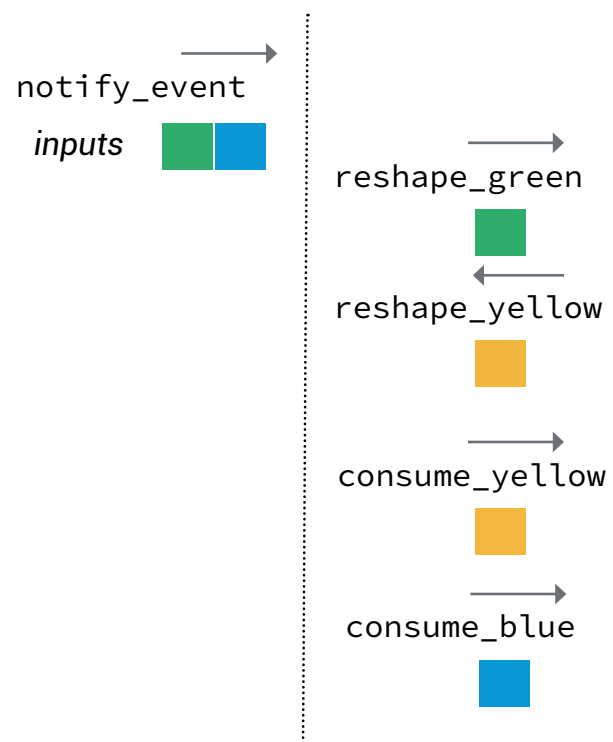 notify_event
inputs
reshape_green
reshape_yellow
consume_yellow
consume_blue